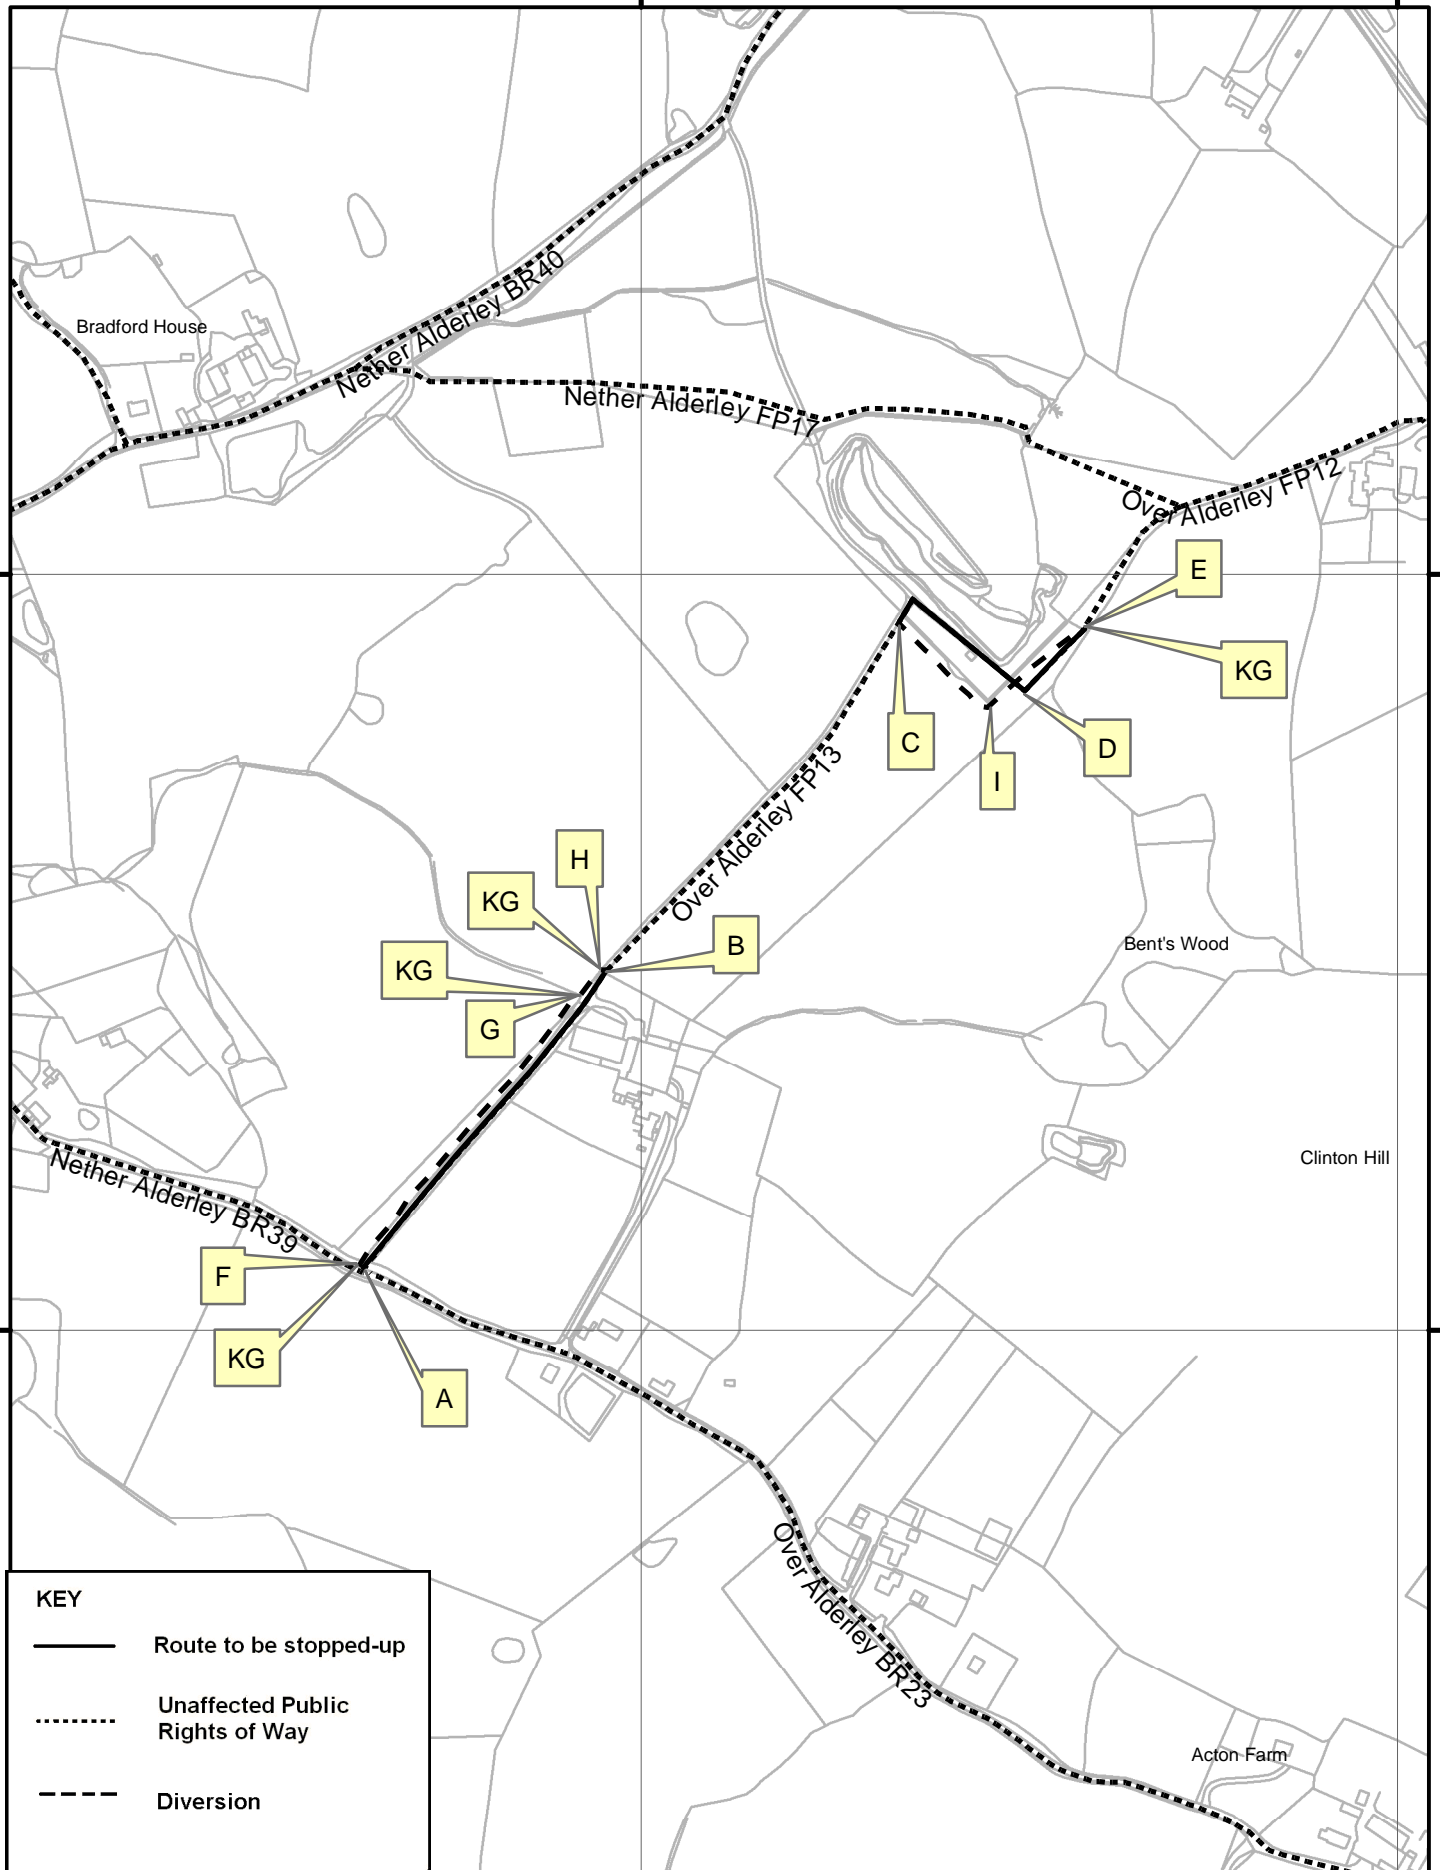 Nether Alderley BR40
Bradford House
Nether Alderley FP17
Over Alderley FP12
E
KG
C
D
I
Over Alderley FP13
H
KG
B
KG
G
Bent's Wood
Nether Alderley BR39
Clinton Hill
F
KG
A
Over Alderley BR23
Acton Farm
KEY
Route to be stopped-up
Unaffected Public
Rights of Way
Diversion